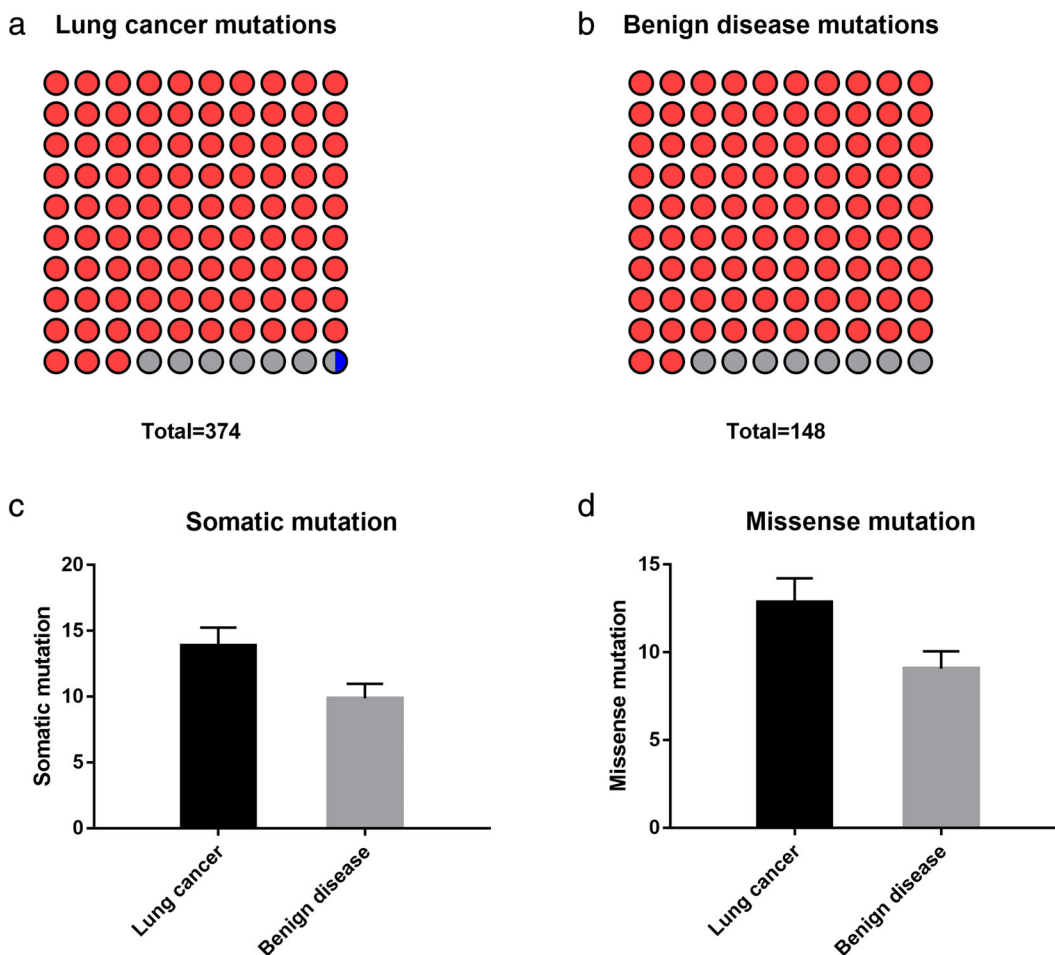 a Lung cancer mutations
b Benign disease mutations
Total=374
Total=148
c Somatic mutation
Somatic mutation
20
15
10
5
0
Lung cancer
Benign disease
d Missense mutation
Missense mutation
15
10
5
0
Lung cancer
Benign disease